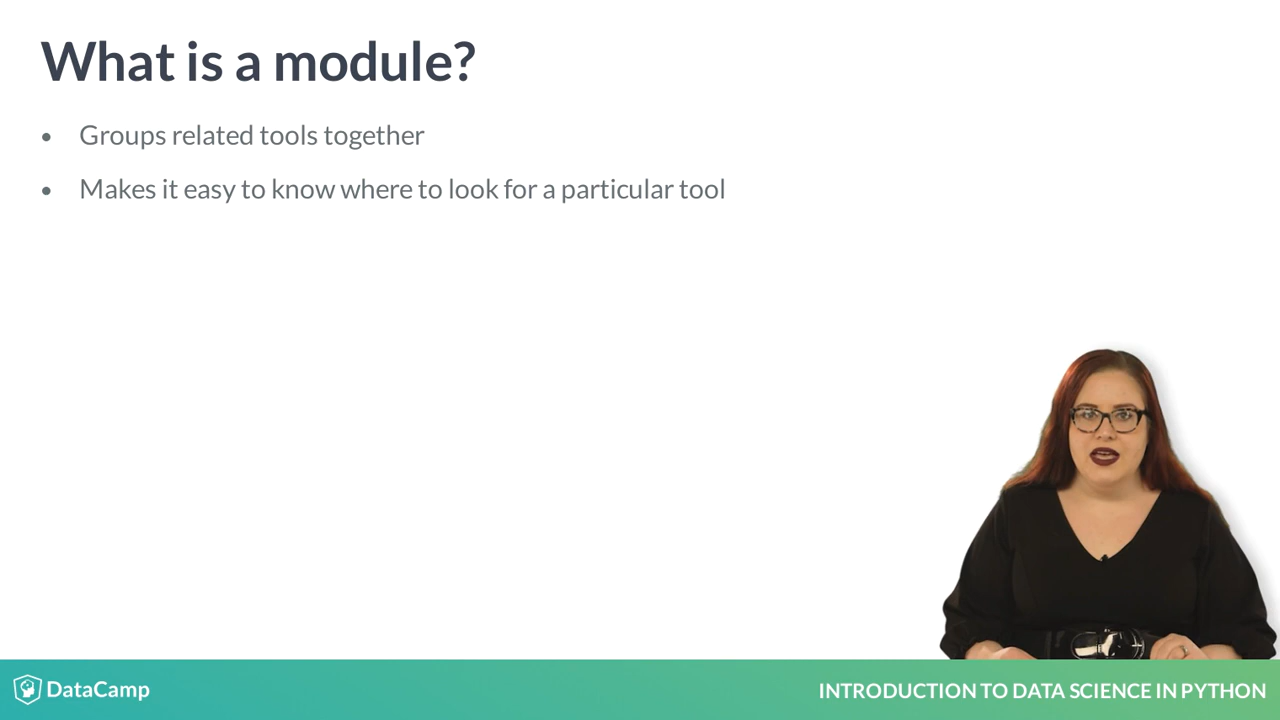 What is a module?
• Groups related tools together
• Makes it easy to know where to look for a particular tool
DataCamp
INTRODUCTION TO DATA SCIENCE IN PYTHON